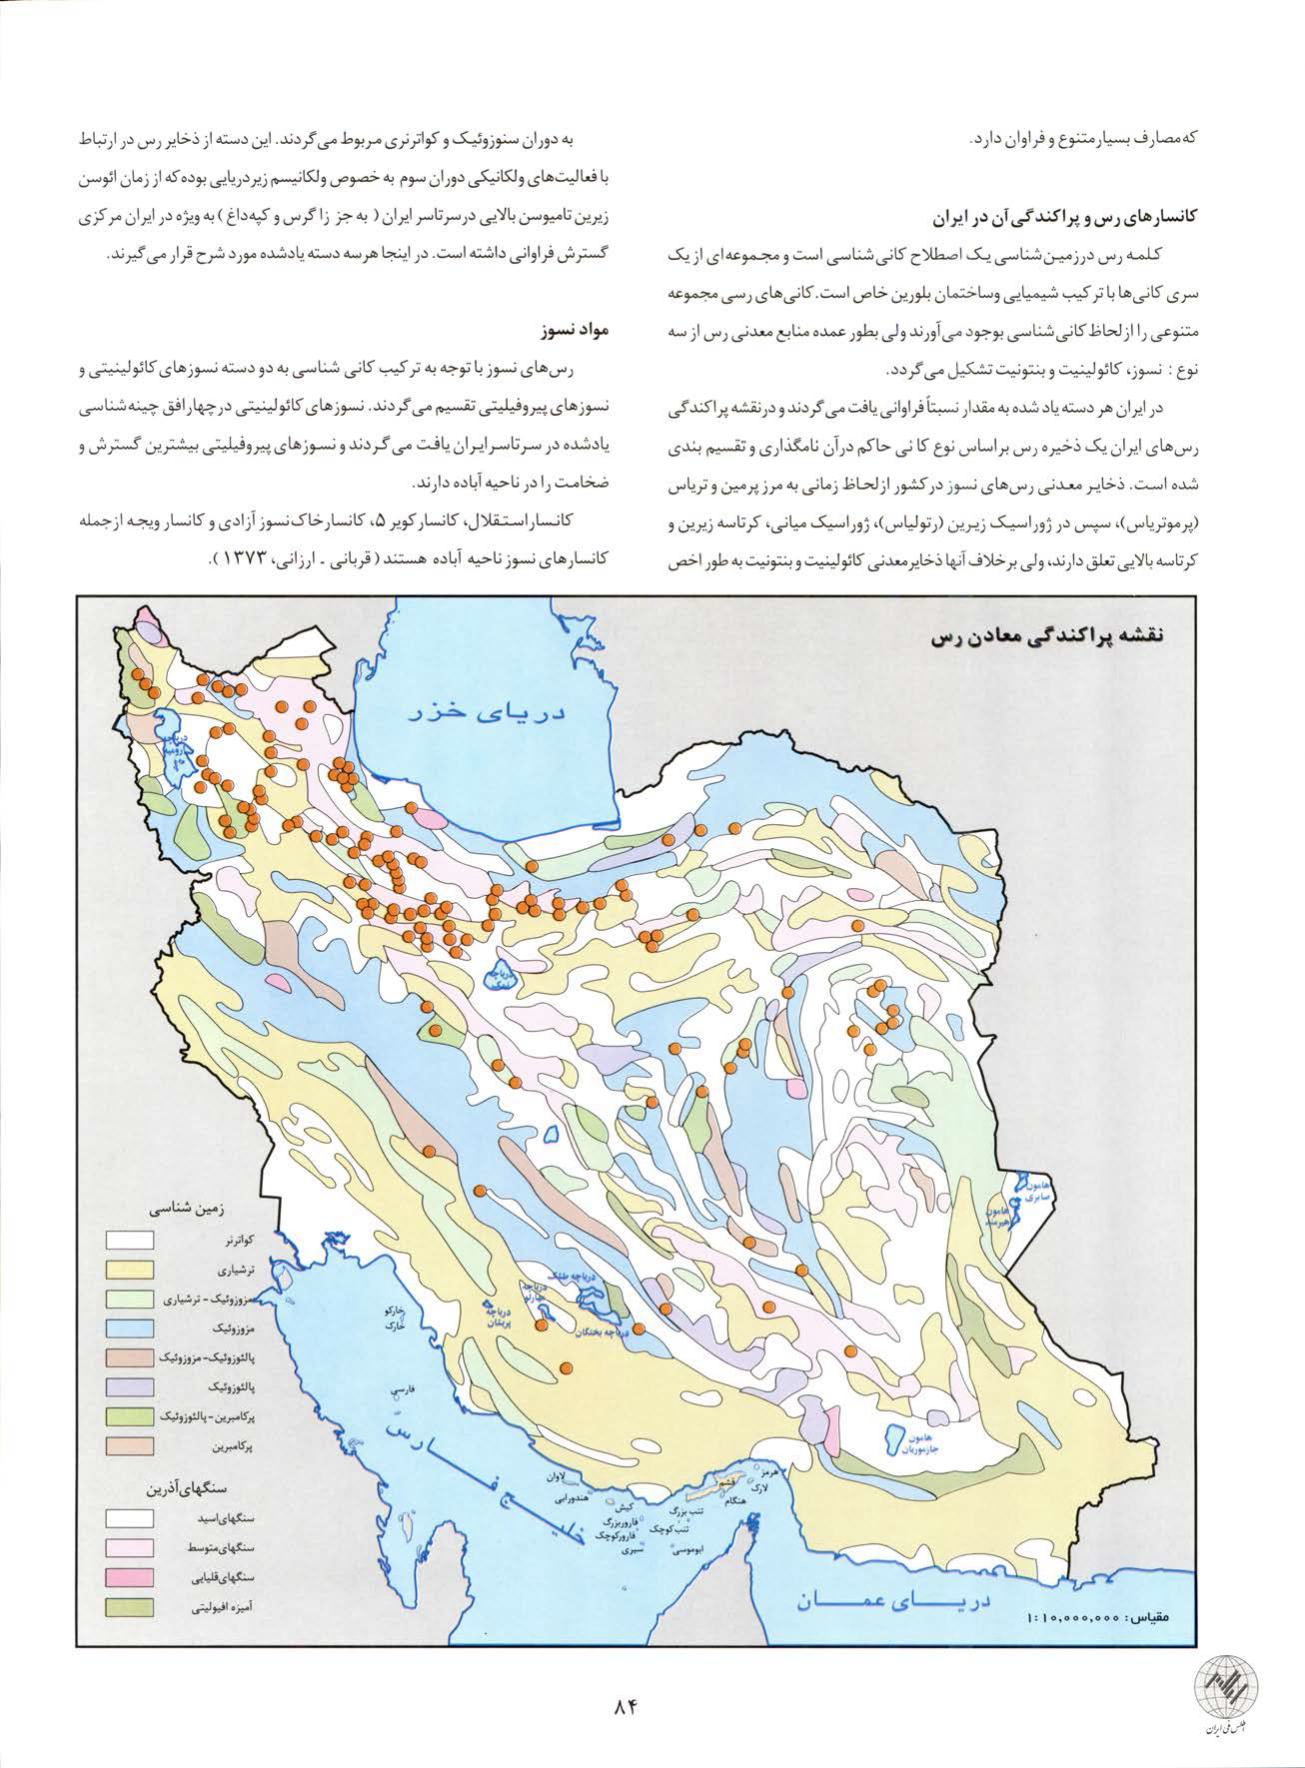 که مصارف بسیار متنوع و فراوان دارد.
کانسارهای رس و پراکندگی آن در ایران
کلمه رس درزمین‌شناسی یک اصطلاح کانی‌شناسی است و مجموعه‌ای از یک
سری کانی‌ها با ترکیب شیمیایی وساختمان بلورین خاص است. کانی‌های رسی مجموعه
متنوعی را ازلحاظ کانی‌شناسی بوجود می‌آورند ولی بطور عمده منابع معدنی رس از سه
نوع : نسوز، کائولینیت و بنتونیت تشکیل می‌گردد.
در ایران هر دسته یاد شده به مقدار نسبتاً فراوانی یافت می‌گردند و درنقشه پراکندگی
رس‌های ایران یک ذخیره رس براساس نوع کا نی حاکم درآن نامگذاری و تقسیم بندی
شده است. ذخایر معدنی رس‌های نسوز در کشور ازلحاظ زمانی به مرز پرمین و تریاس
(پرموتریاس)، سپس در ژوراسیک زیرین (رتولیاس)، ژوراسیک میانی، کرتاسه زیرین و
کرتاسه بالایی تعلق دارند، ولی برخلاف آنها ذخایرمعدنی کائولینیت و بنتونیت به طور اخص
به دوران سنوزوئیک و کواترنری مربوط می‌گردند. این دسته از ذخایر رس در ارتباط
با فعالیت‌های ولکانیکی دوران سوم به خصوص ولکانیسم زیردریایی بوده که از زمان ائوسن
زیرین تامیوسن بالایی درسرتاسر ایران ( به جز زاگرس و کپه‌داغ ) به ویژه در ایران مرکزی
گسترش فراوانی داشته است. در اینجا هرسه دسته یادشده مورد شرح قرار می‌گیرند.
مواد نسوز
رس‌های نسوز با توجه به ترکیب کانی شناسی به دو دسته نسوزهای کائولینیتی و
نسوزهای پیروفیلیتی تقسیم می‌گردند. نسوزهای کائولینیتی درچهارافق چینه‌شناسی
یادشده در سرتاسرایران یافت می‌گردند و نسوزهای پیروفیلیتی بیشترین گسترش و
ضخامت را در ناحیه آباده دارند.
کانسار استقلال، کانسار کویر ۵، کانسارخاک‌نسوز آزادی و کانسار ویجه ازجمله
کانسارهای نسوز ناحیه آباده هستند ( قربانی ـ ارزانی، ۱۳۷۳ ).
نقشه پراکندگی معادن رس
دریای خزر
دریاچه
ارومیه
دریاچه
نمک
هامون
صابری
هامون
هیرمند
دریاچه طشک
دریاچه
مهارلو
دریاچه
پریشان
دریاچه بختگان
هامون
جازموریان
خارکو
خارک
فارسی
خلیج فارس
لاوان
هندورابی
کیش
فاروربزرگ
فارورکوچک
سیری
تنب بزرگ
تنب کوچک
ابوموسی
قشم
هنگام
هرمز
لارک
دریای عمان
مقیاس : ۱:۱۰,۰۰۰,۰۰۰
زمین شناسی
کواترنر
ترشیاری
مزوزوئیک - ترشیاری
مزوزوئیک
پالئوزوئیک-مزوزوئیک
پالئوزوئیک
پرکامبرین-پالئوزوئیک
پرکامبرین
سنگهای آذرین
سنگهای اسید
سنگهای متوسط
سنگهای قلیایی
آمیزه افیولیتی
۸۴
اطلس ملی ایران